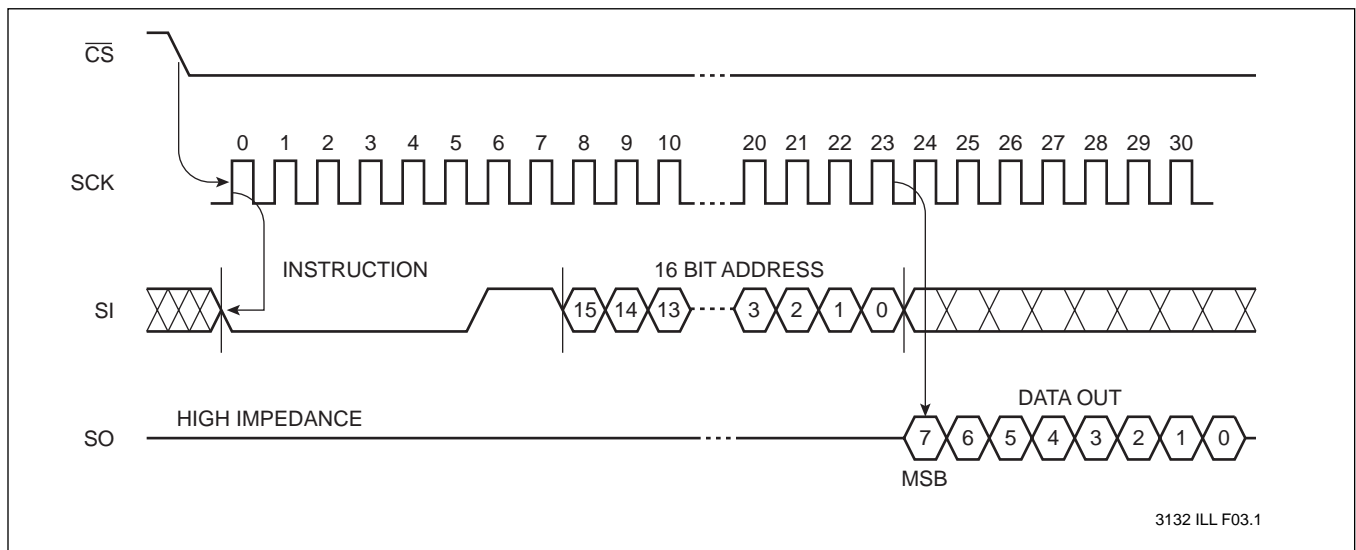 CS
0 1 2 3 4 5 6 7 8 9 10 20 21 22 23 24 25 26 27 28 29 30
SCK
INSTRUCTION 16 BIT ADDRESS
SI 15 14 13 3 2 1 0
HIGH IMPEDANCE DATA OUT
SO 7 6 5 4 3 2 1 0
MSB
3132 ILL F03.1